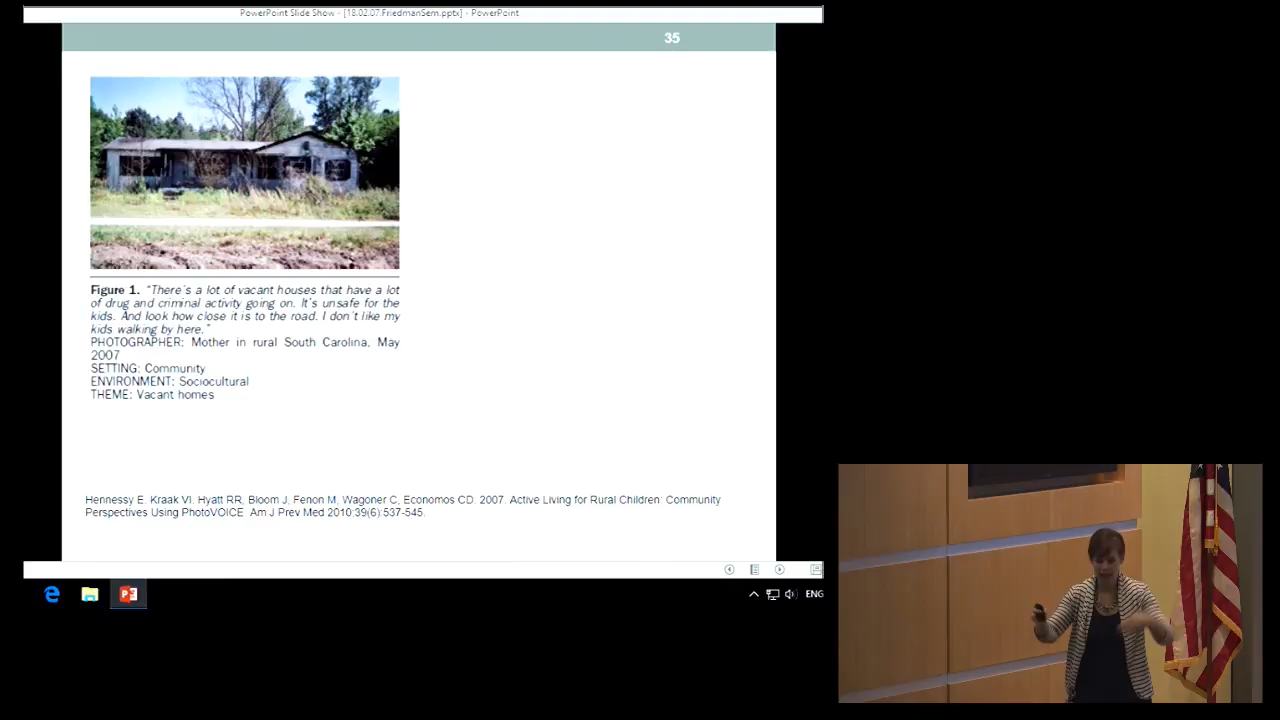 PowerPoint Slide Show - [18.02.07.FriedmanSem.pptx] - PowerPoint
35
Figure 1. “There’s a lot of vacant houses that have a lot
of drug and criminal activity going on. It’s unsafe for the
kids. And look how close it is to the road. I don’t like my
kids walking by here.”
PHOTOGRAPHER: Mother in rural South Carolina, May
2007
SETTING: Community
ENVIRONMENT: Sociocultural
THEME: Vacant homes
Hennessy E, Kraak VI, Hyatt RR, Bloom J, Fenon M, Wagoner C, Economos CD. 2007. Active Living for Rural Children: Community
Perspectives Using PhotoVOICE Am J Prev Med 2010;39(6):537-545.
ENG